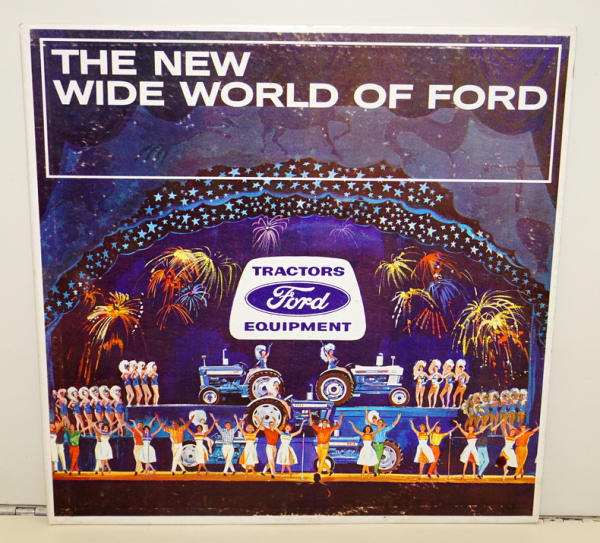 THE NEW
WIDE WORLD OF FORD
TRACTORS
Ford
EQUIPMENT